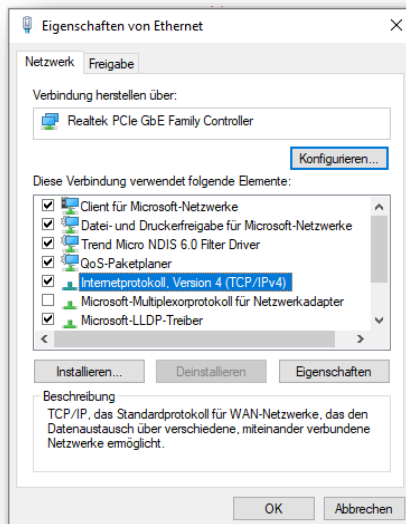 Eigenschaften von Ethernet
Netzwerk
Freigabe
Verbindung herstellen über:
Realtek PCIe GbE Family Controller
Konfigurieren...
Diese Verbindung verwendet folgende Elemente:
Client für Microsoft-Netzwerke
Datei- und Druckerfreigabe für Microsoft-Netzwerke
Trend Micro NDIS 6.0 Filter Driver
QoS-Paketplaner
Internetprotokoll, Version 4 (TCP/IPv4)
Microsoft-Multiplexorprotokoll für Netzwerkadapter
Microsoft-LLDP-Treiber
Installieren...
Deinstallieren
Eigenschaften
Beschreibung
TCP/IP, das Standardprotokoll für WAN-Netzwerke, das den
Datenaustausch über verschiedene, miteinander verbundene
Netzwerke ermöglicht.
OK
Abbrechen